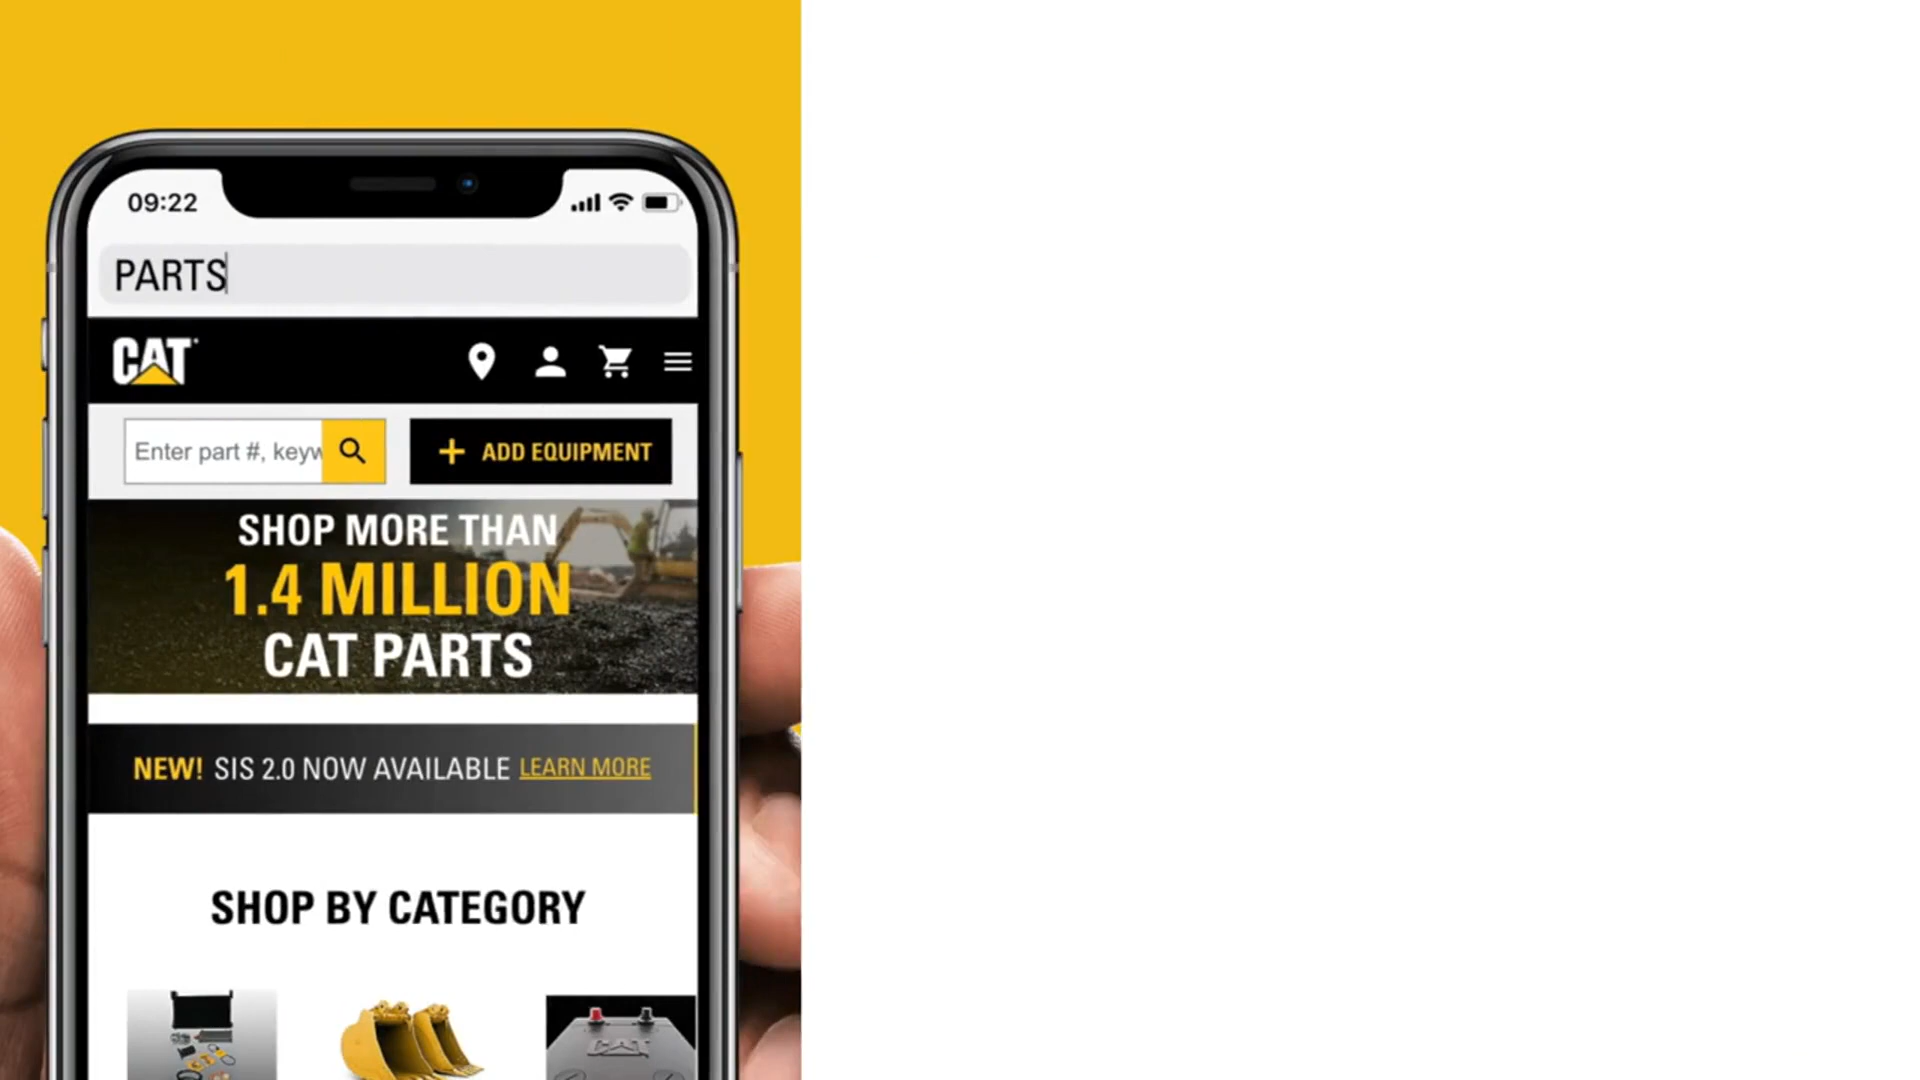 09:22
PARTS
CAT
Enter part #, keyw
+ ADD EQUIPMENT
SHOP MORE THAN
1.4 MILLION
CAT PARTS
NEW! SIS 2.0 NOW AVAILABLE LEARN MORE
SHOP BY CATEGORY
CAT